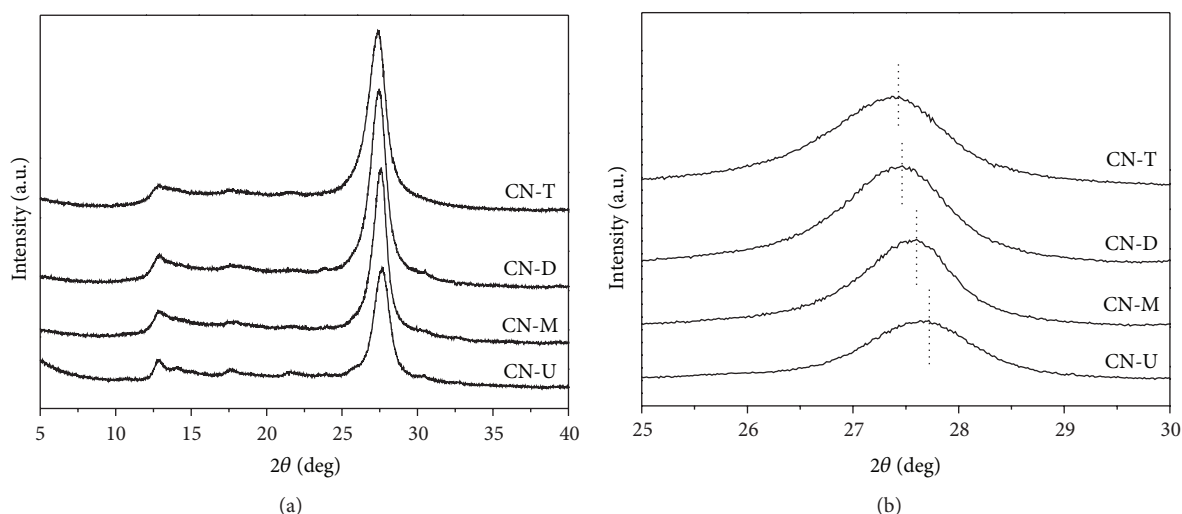 Intensity (a.u.)
CN-T
CN-D
CN-M
CN-U
5 10 15 20 25 30 35 40
2θ (deg)
(a)
Intensity (a.u.)
CN-T
CN-D
CN-M
CN-U
25 26 27 28 29 30
2θ (deg)
(b)